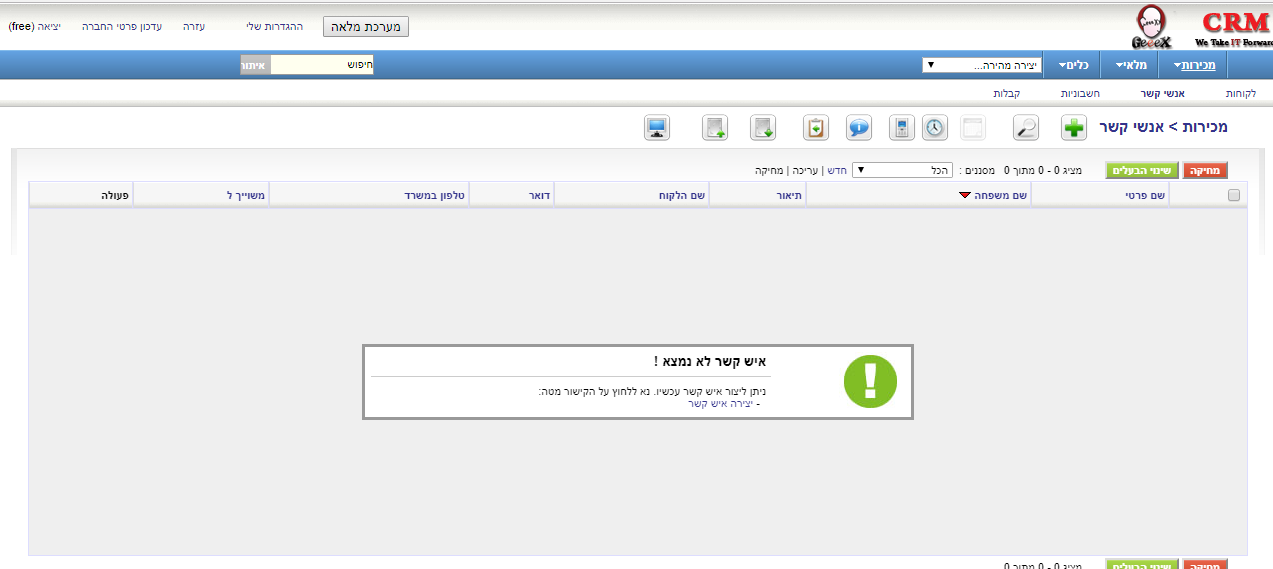 CRM
We Take IT Forward
GeeeX
מערכת מלאה
ההגדרות שלי
עזרה
עדכון פרטי החברה
יציאה (free)
מכירות
מלאי
כלים
יצירה מהירה...
חיפוש
איתור
לקוחות
אנשי קשר
חשבוניות
קבלות
מכירות > אנשי קשר
מחיקה
שינוי הבעלים
מציג 0 - 0 מתוך 0
מסננים :
הכל
חדש | עריכה | מחיקה
שם פרטי
שם משפחה
תיאור
שם הלקוח
דואר
טלפון במשרד
משוייך ל
פעולה
איש קשר לא נמצא !
ניתן ליצור איש קשר עכשיו. נא ללחוץ על הקישור מטה:
- יצירה איש קשר
מחיקה
שינוי הבעלים
מציג 0 - 0 מתוך 0